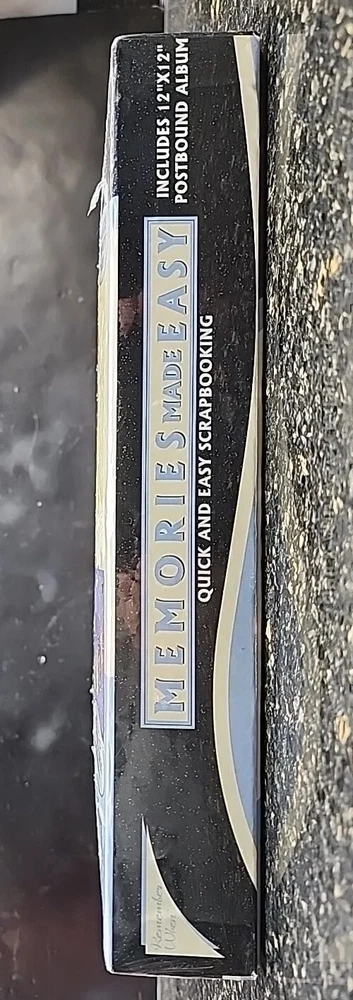 Remember
When
MEMORIES MADE EASY
QUICK AND EASY SCRAPBOOKING
INCLUDES 12"X12"
POSTBOUND ALBUM